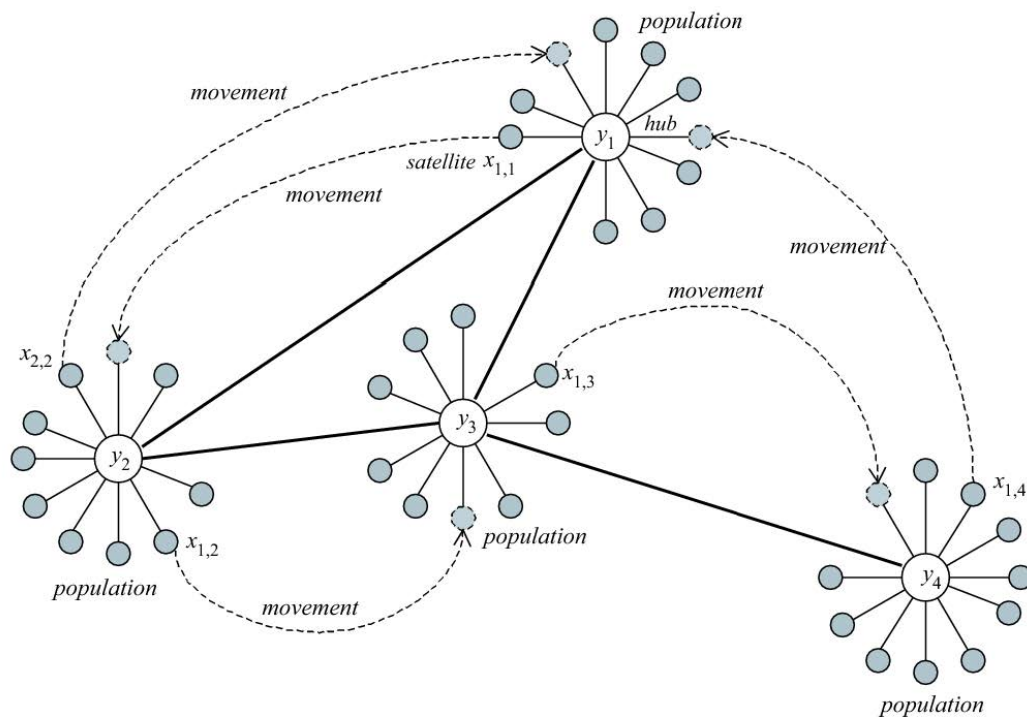 population
movement
hub
y1
satellite x1,1
movement
movement
movement
x2,2
x1,3
y3
y2
x1,4
x1,2
population
y4
population
movement
population